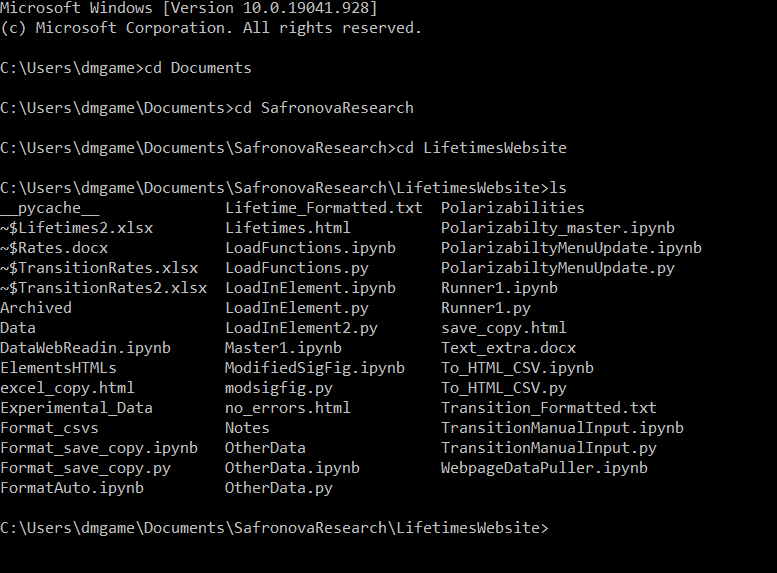 Microsoft Windows [Version 10.0.19041.928]
(c) Microsoft Corporation. All rights reserved.
C:\Users\dmgame>cd Documents
C:\Users\dmgame\Documents>cd SafronovaResearch
C:\Users\dmgame\Documents\SafronovaResearch>cd LifetimesWebsite
C:\Users\dmgame\Documents\SafronovaResearch\LifetimesWebsite>ls
__pycache__ Lifetime_Formatted.txt Polarizabilities
~$Lifetimes2.xlsx Lifetimes.html Polarizabilty_master.ipynb
~$Rates.docx LoadFunctions.ipynb PolarizabiltyMenuUpdate.ipynb
~$TransitionRates.xlsx LoadFunctions.py PolarizabiltyMenuUpdate.py
~$TransitionRates2.xlsx LoadInElement.ipynb Runner1.ipynb
Archived LoadInElement.py Runner1.py
Data LoadInElement2.py save_copy.html
DataWebReadin.ipynb Master1.ipynb Text_extra.docx
ElementsHTMLs ModifiedSigFig.ipynb To_HTML_CSV.ipynb
excel_copy.html modsigfig.py To_HTML_CSV.py
Experimental_Data no_errors.html Transition_Formatted.txt
Format_csvs Notes TransitionManualInput.ipynb
Format_save_copy.ipynb OtherData TransitionManualInput.py
Format_save_copy.py OtherData.ipynb WebpageDataPuller.ipynb
FormatAuto.ipynb OtherData.py
C:\Users\dmgame\Documents\SafronovaResearch\LifetimesWebsite>